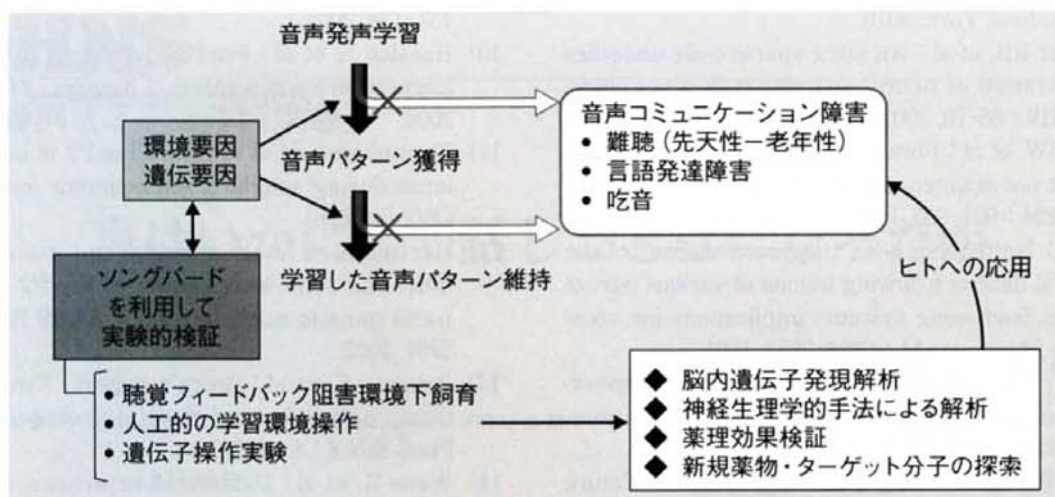 音声発声学習
環境要因
遺伝要因
音声パターン獲得
学習した音声パターン維持
音声コミュニケーション障害
• 難聴（先天性−老年性）
• 言語発達障害
• 吃音
ソングバード
を利用して
実験的検証
ヒトへの応用
• 聴覚フィードバック阻害環境下飼育
• 人工的の学習環境操作
• 遺伝子操作実験
◆ 脳内遺伝子発現解析
◆ 神経生理学的手法による解析
◆ 薬理効果検証
◆ 新規薬物・ターゲット分子の探索